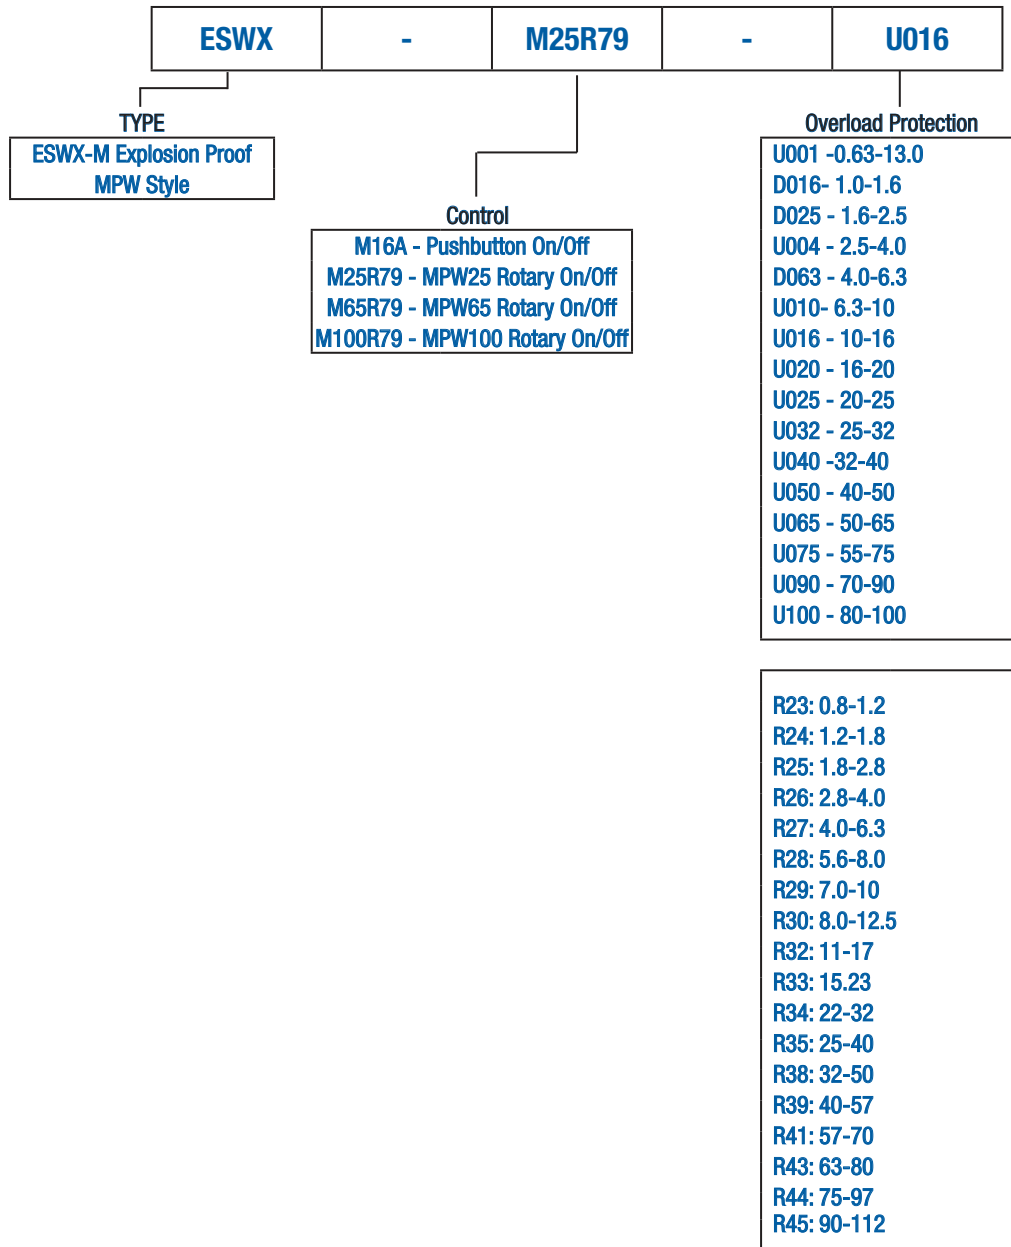 ESWX - M25R79 - U016
TYPE
ESWX-M Explosion Proof
MPW Style
Control
M16A - Pushbutton On/Off
M25R79 - MPW25 Rotary On/Off
M65R79 - MPW65 Rotary On/Off
M100R79 - MPW100 Rotary On/Off
Overload Protection
U001 -0.63-13.0
D016- 1.0-1.6
D025 - 1.6-2.5
U004 - 2.5-4.0
D063 - 4.0-6.3
U010- 6.3-10
U016 - 10-16
U020 - 16-20
U025 - 20-25
U032 - 25-32
U040 -32-40
U050 - 40-50
U065 - 50-65
U075 - 55-75
U090 - 70-90
U100 - 80-100
R23: 0.8-1.2
R24: 1.2-1.8
R25: 1.8-2.8
R26: 2.8-4.0
R27: 4.0-6.3
R28: 5.6-8.0
R29: 7.0-10
R30: 8.0-12.5
R32: 11-17
R33: 15.23
R34: 22-32
R35: 25-40
R38: 32-50
R39: 40-57
R41: 57-70
R43: 63-80
R44: 75-97
R45: 90-112